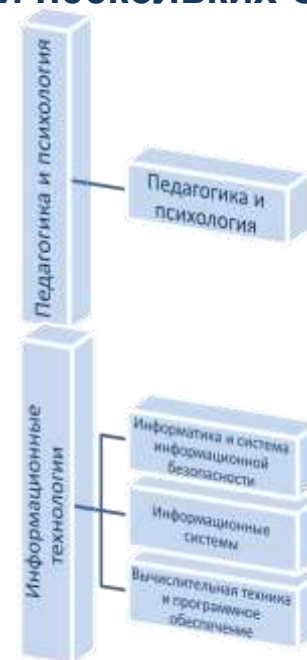 Педагогика и психология
Педагогика и
психология
Информационные
технологии
Информатика и система
информационной
безопасности
Информационные
системы
Вычислительная техника
и программное
обеспечение